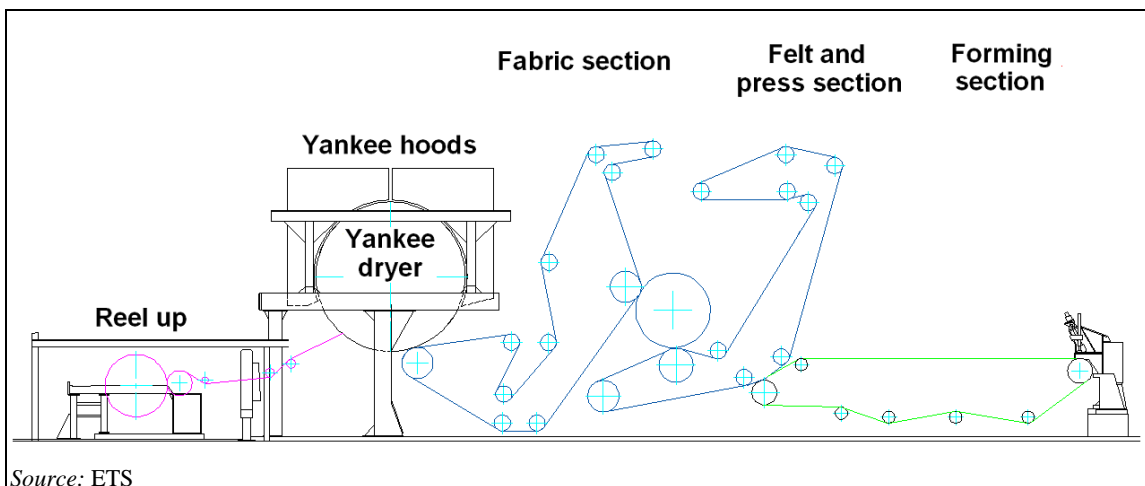 Fabric section
Felt and
press section
Forming
section
Yankee hoods
Yankee
dryer
Reel up
Source: ETS